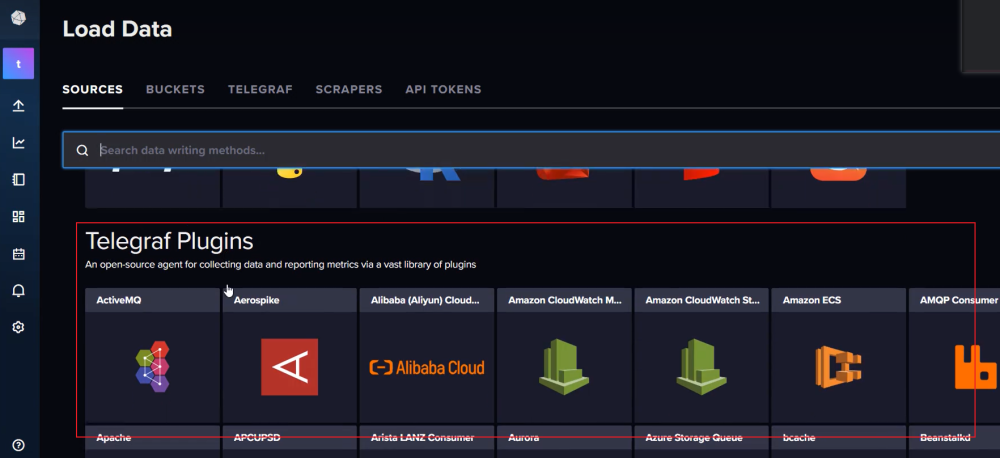 Load Data
t
SOURCES BUCKETS TELEGRAF SCRAPERS API TOKENS
Search data writing methods...
Telegraf Plugins
An open-source agent for collecting data and reporting metrics via a vast library of plugins
ActiveMQ Aerospike Alibaba (Aliyun) Cloud... Amazon CloudWatch M... Amazon CloudWatch St... Amazon ECS AMQP Consumer
Alibaba Cloud
Apache APCUPSD Arista LANZ Consumer Aurora Azure Storage Queue bcache Beanstalkd